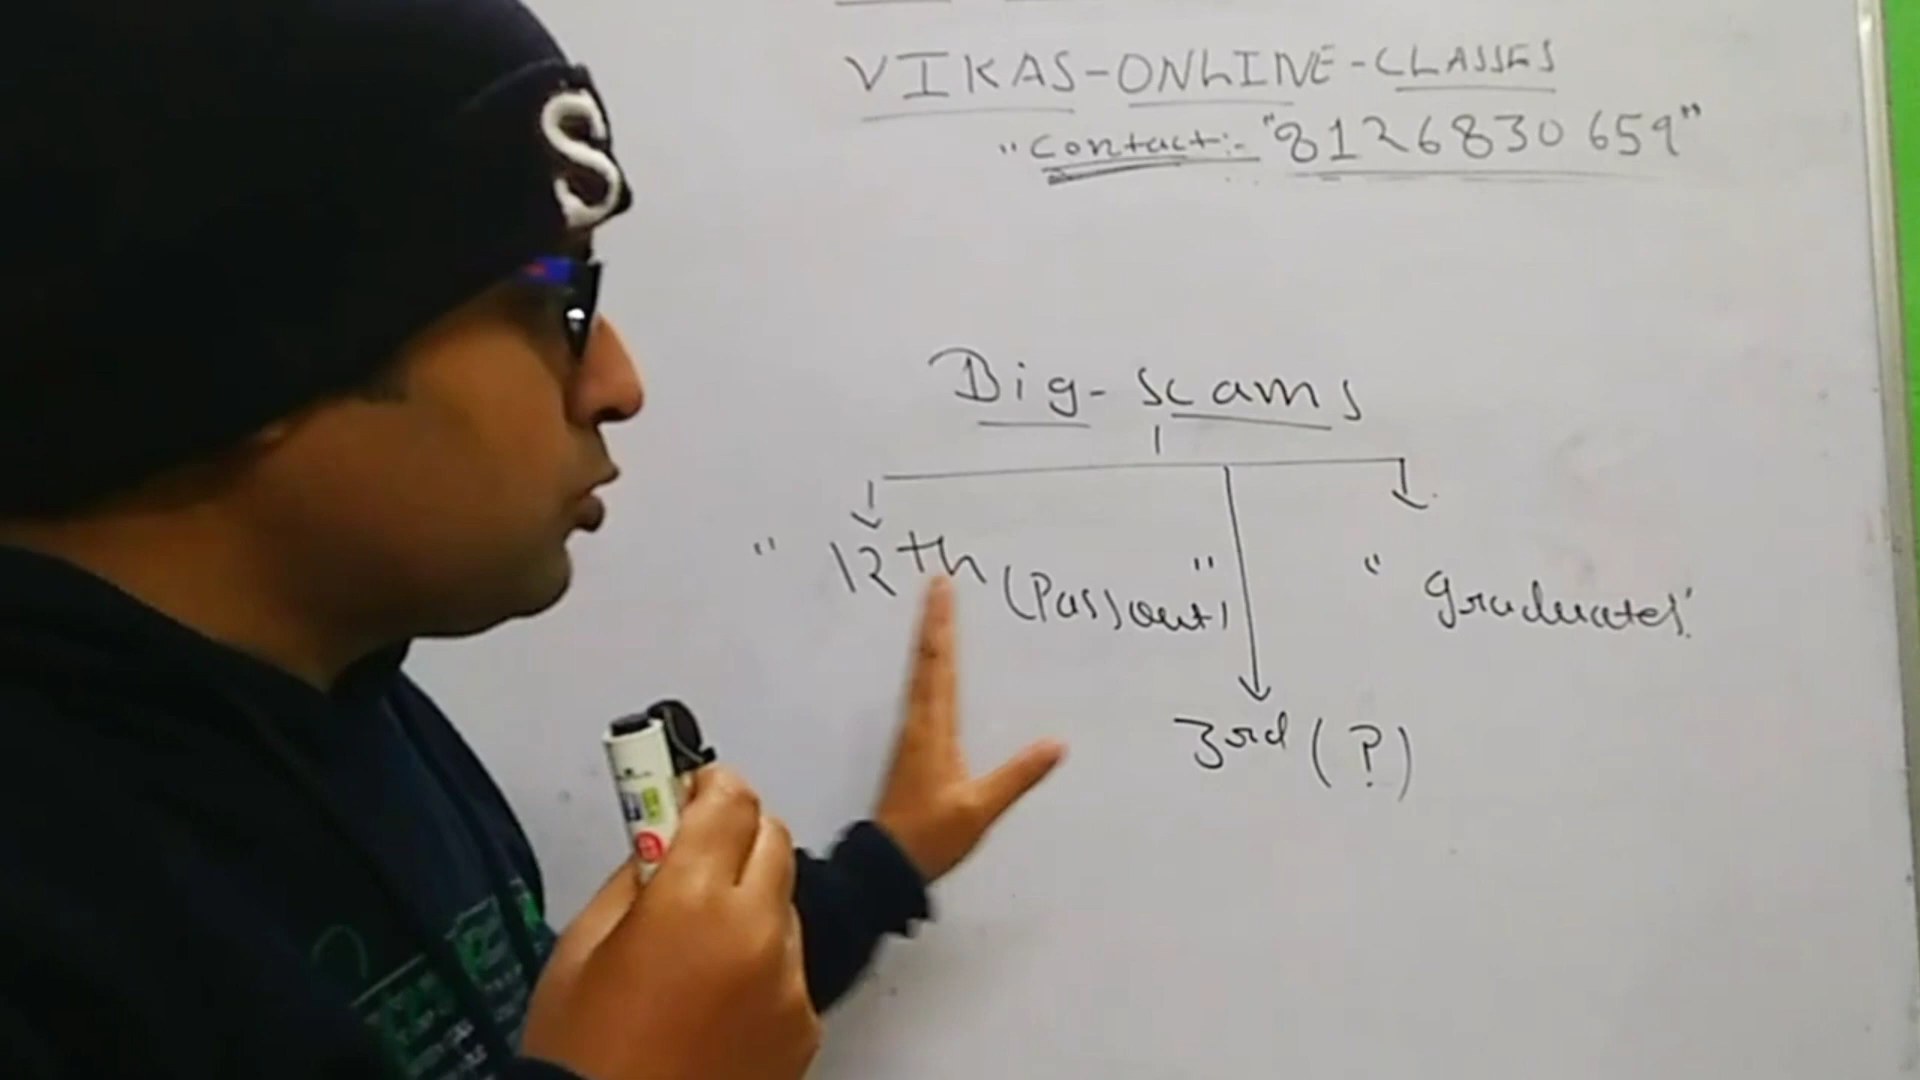 VIKAS-ONLINE-CLASSES
"Contact:- "8126830659"
Big-scams
"12th (Passout)"
"graduates"
3rd (?)
S